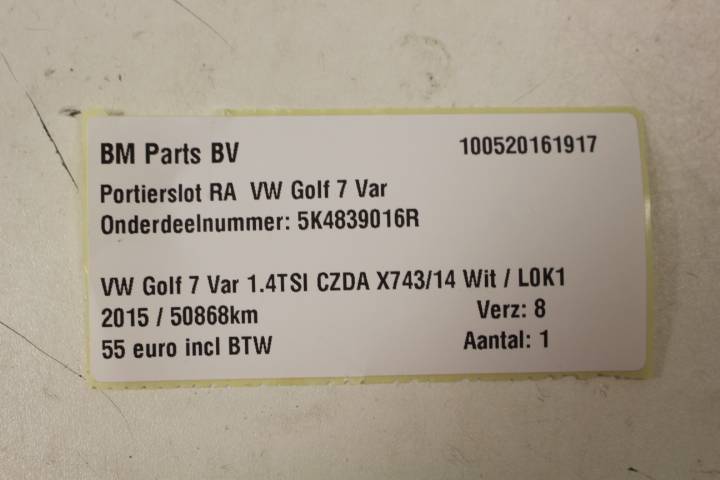 BM Parts BV 100520161917
Portierslot RA VW Golf 7 Var
Onderdeelnummer: 5K4839016R
VW Golf 7 Var 1.4TSI CZDA X743/14 Wit / L0K1
2015 / 50868km Verz: 8
55 euro incl BTW Aantal: 1